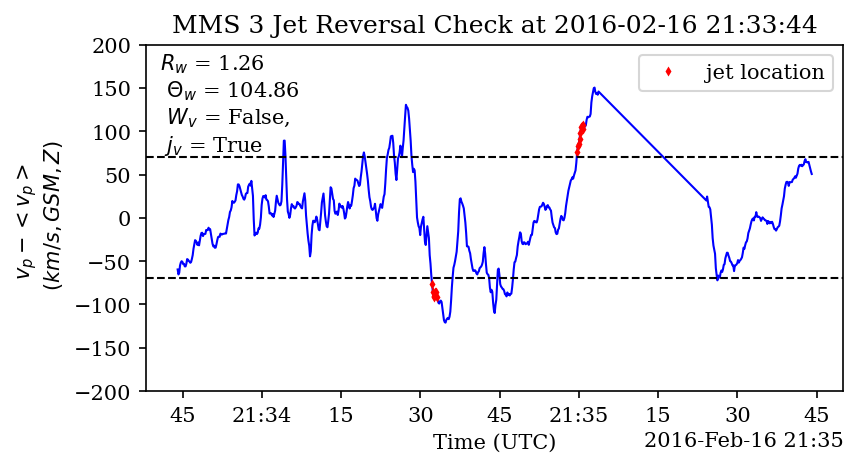 MMS 3 Jet Reversal Check at 2016-02-16 21:33:44
R_w = 1.26
Θ_w = 104.86
W_v = False,
j_v = True
jet location
v_p − <v_p>
(km/s, GSM, Z)
200
150
100
50
0
−50
−100
−150
−200
45 21:34 15 30 45 21:35 15 30 45
Time (UTC)
2016-Feb-16 21:35